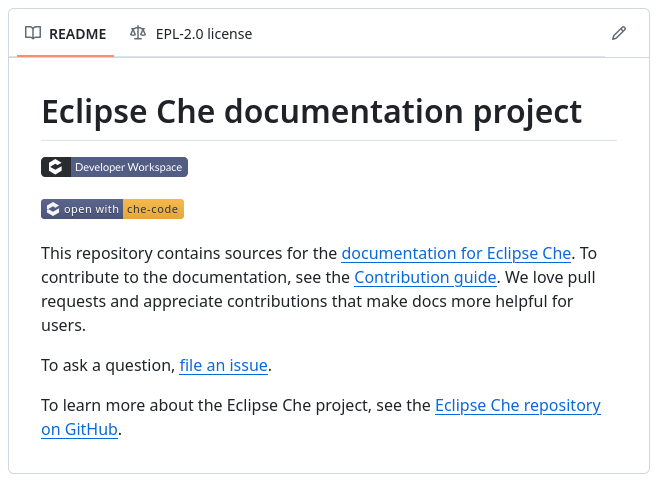 README EPL-2.0 license
Eclipse Che documentation project
Developer Workspace
open with che-code
This repository contains sources for the documentation for Eclipse Che. To
contribute to the documentation, see the Contribution guide. We love pull
requests and appreciate contributions that make docs more helpful for
users.
To ask a question, file an issue.
To learn more about the Eclipse Che project, see the Eclipse Che repository
on GitHub.